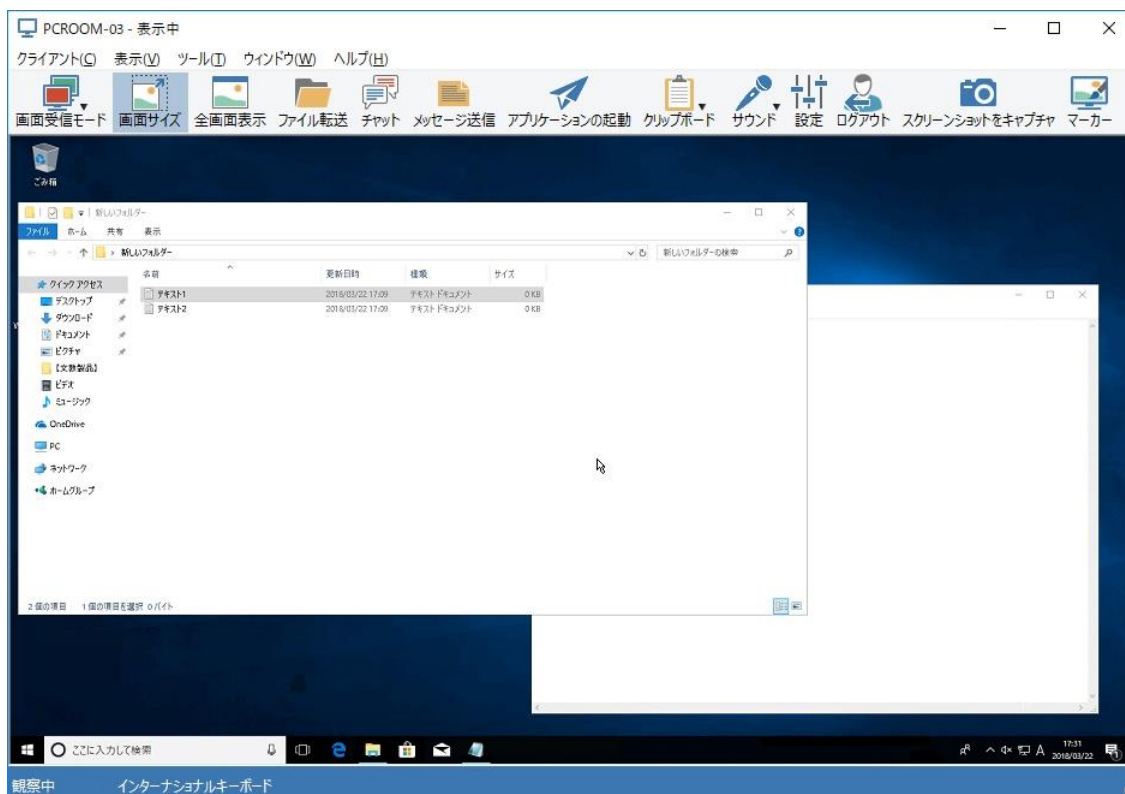 PCROOM-03 - 表示中
クライアント(C) 表示(V) ツール(T) ウィンドウ(W) ヘルプ(H)
画面受信モード 画面サイズ 全画面表示 ファイル転送 チャット メッセージ送信 アプリケーションの起動 クリップボード サウンド 設定 ログアウト スクリーンショットをキャプチャ マーカー
ごみ箱
新しいフォルダー
ファイル ホーム 共有 表示
新しいフォルダー 新しいフォルダーの検索
名前 更新日時 種類 サイズ
クイック アクセス
テキスト1 2018/03/22 17:09 テキスト ドキュメント 0 KB
デスクトップ
テキスト2 2018/03/22 17:09 テキスト ドキュメント 0 KB
ダウンロード
ドキュメント
ピクチャ
ビデオ
ミュージック
OneDrive
PC
ネットワーク
ホームグループ
2 個の項目 1 個の項目を選択 0 バイト
ここに入力して検索
A 17:31
2018/03/22
観察中 インターナショナルキーボード